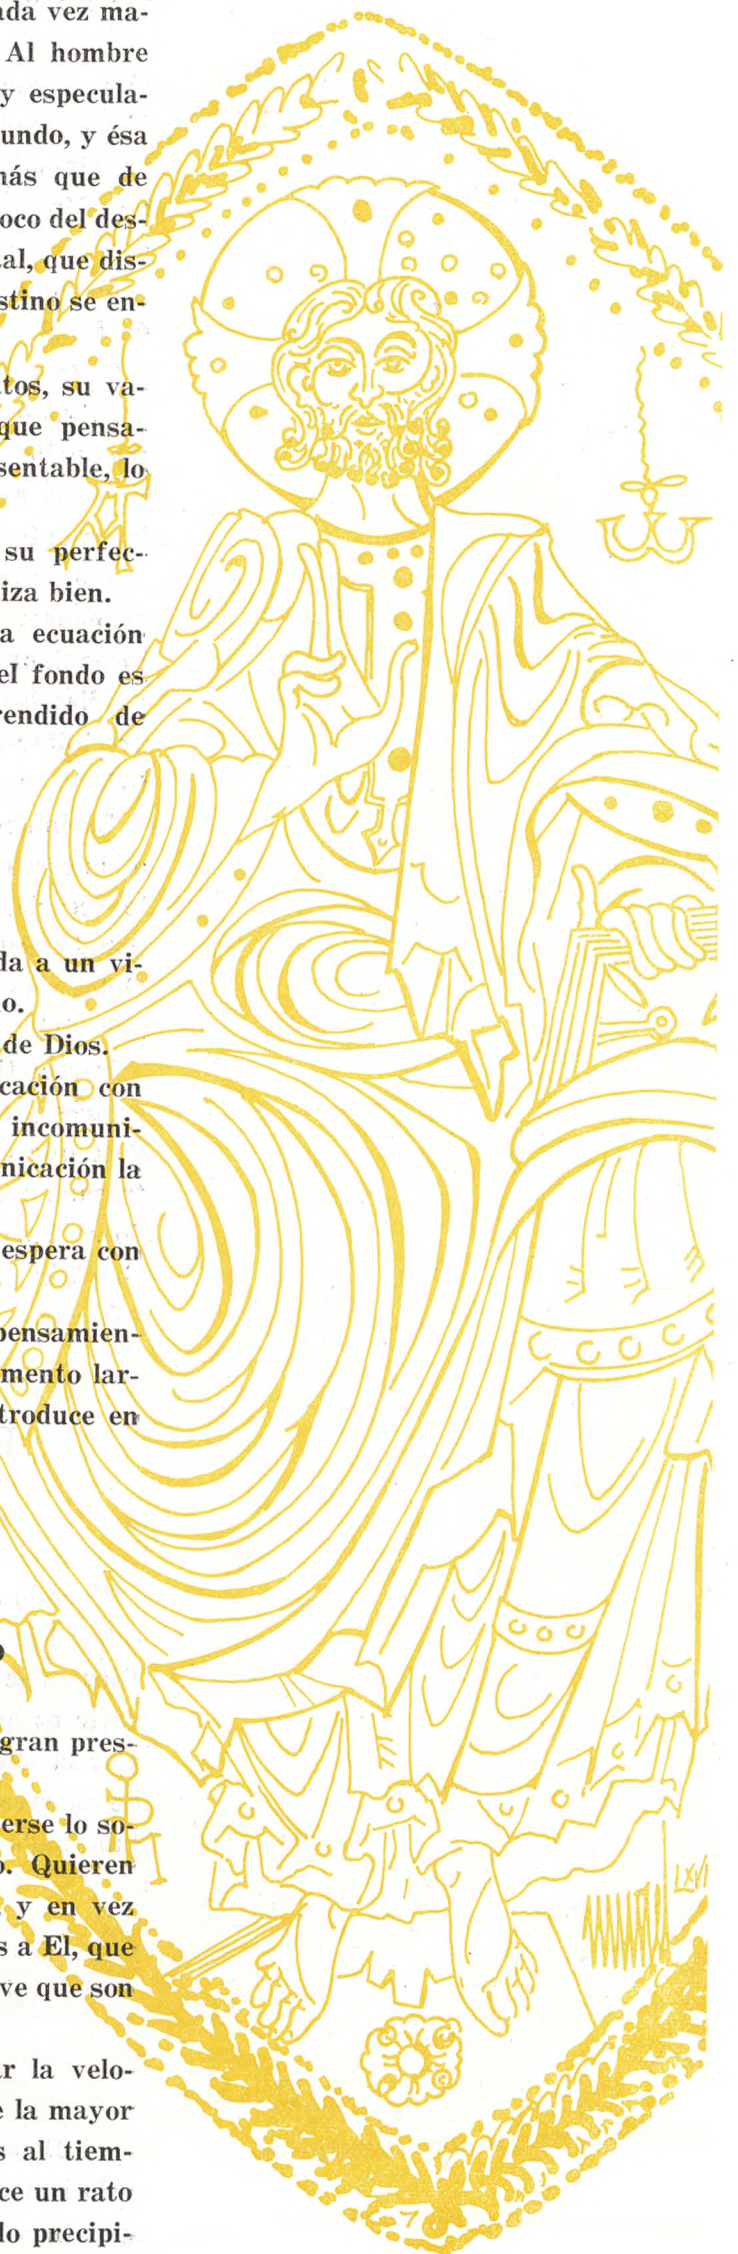 ada vez ma-
Al hombre
y especula-
undo, y ésa
más que de
oco del des-
al, que dis-
stino se en-
tos, su va-
que pensa-
sentable, lo
su perfec-
iza bien.
a ecuación
el fondo es
rendido de
da a un vi-
o.
de Dios.
cación con
incomuni-
nicación la
espera con
pensamien-
mento lar-
troduce en
gran pres-
erse lo so-
o. Quieren
y en vez
s a El, que
ve que son
ar la velo-
e la mayor
s al tiem-
ce un rato
lo precipi-
LXVI